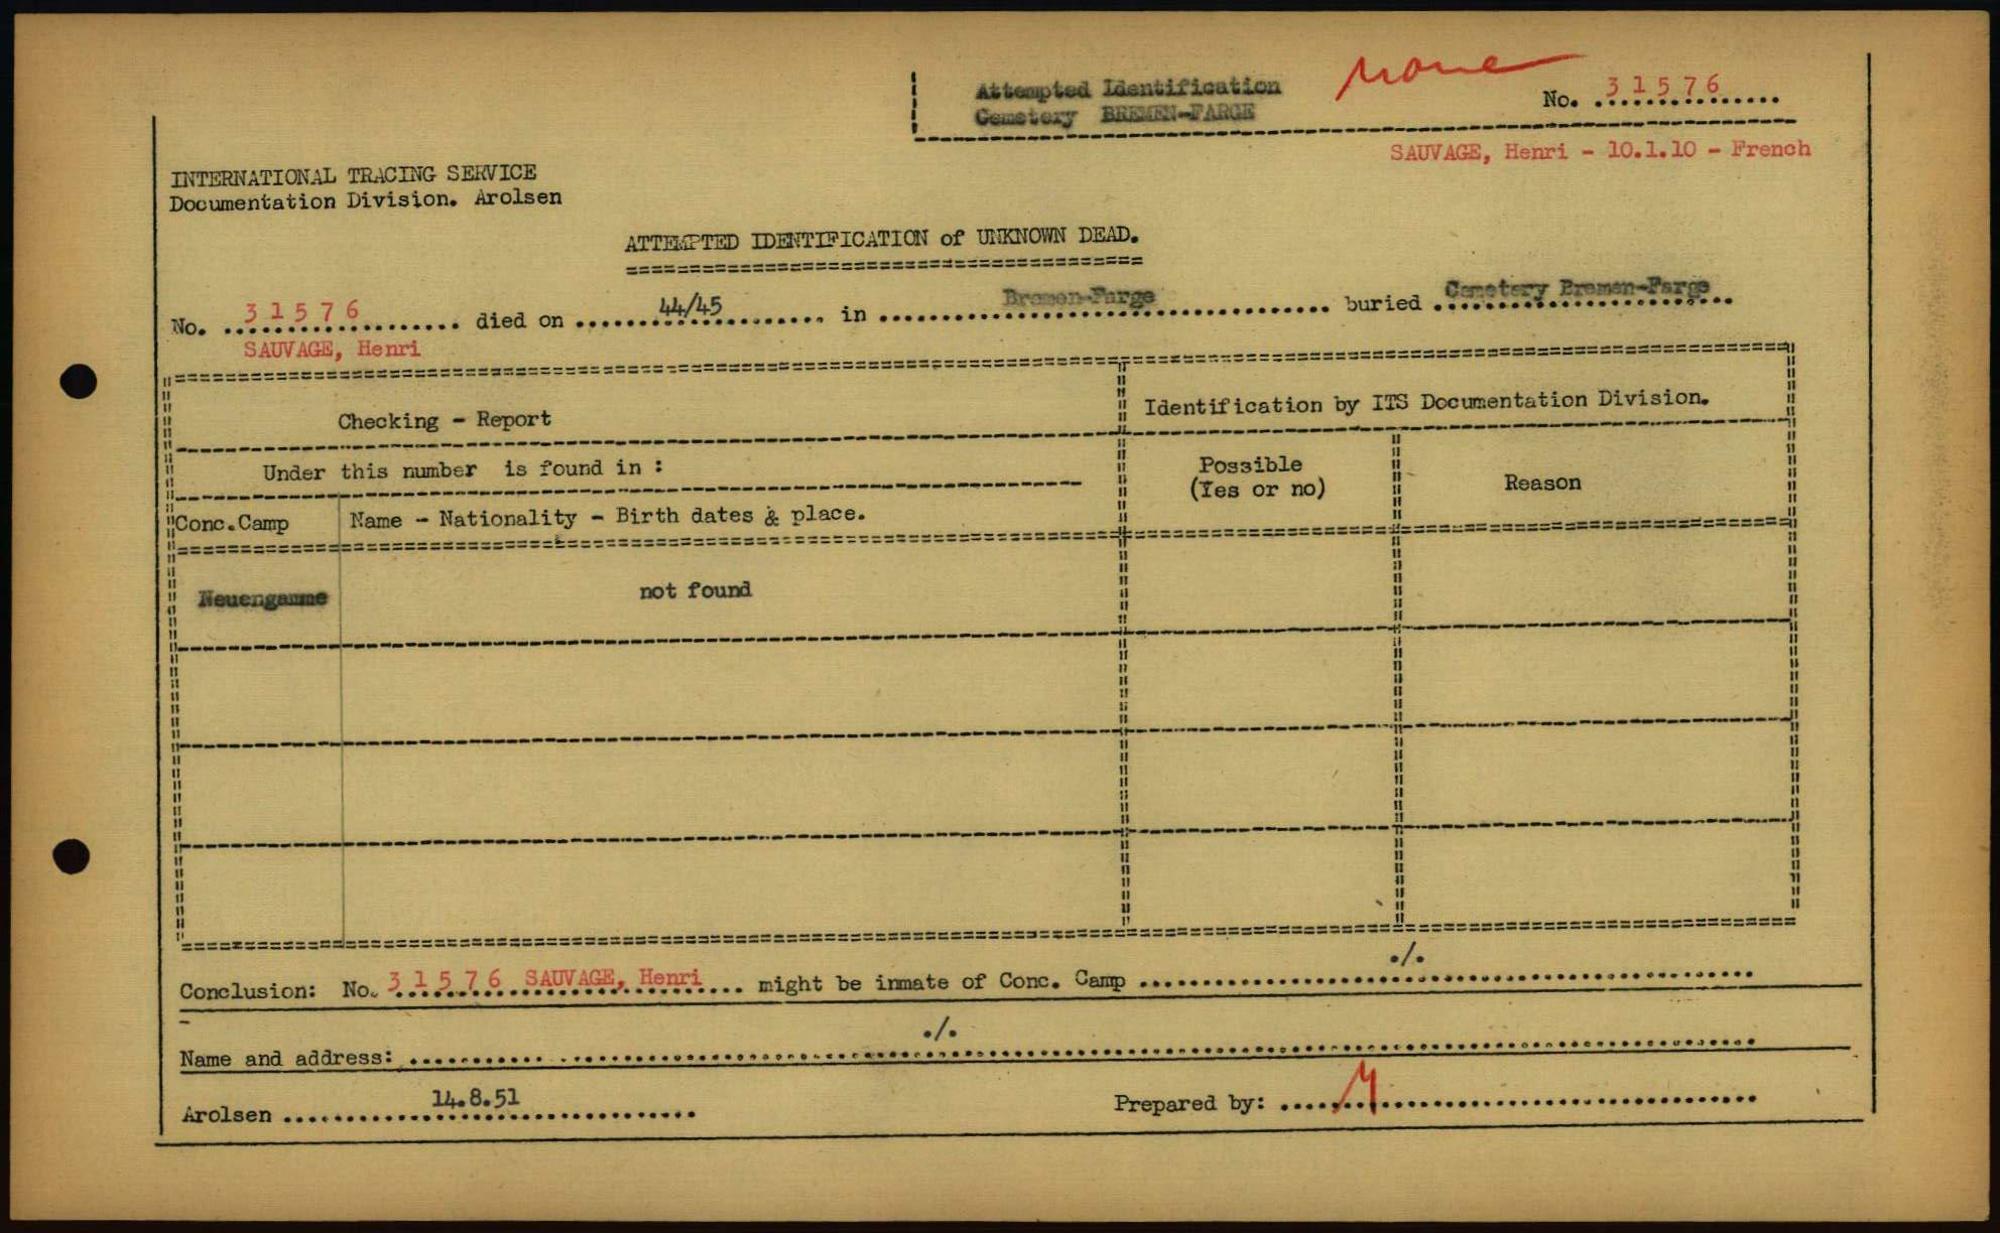 Attempted Identification
Cemetery BREMEN-FARGE
none
No. 31576
SAUVAGE, Henri - 10.1.10 - French
INTERNATIONAL TRACING SERVICE
Documentation Division. Arolsen
ATTEMPTED IDENTIFICATION of UNKNOWN DEAD.
No. 31576 died on 44/45 in Bremen-Farge buried Cemetery Bremen-Farge
SAUVAGE, Henri
Checking - Report
Identification by ITS Documentation Division.
Under this number is found in :
Possible
(Yes or no)
Reason
Conc.Camp
Name - Nationality - Birth dates & place.
Neuengamme
not found
Conclusion: No. 31576 SAUVAGE, Henri might be inmate of Conc. Camp ./.
Name and address: ./.
Arolsen 14.8.51
Prepared by: